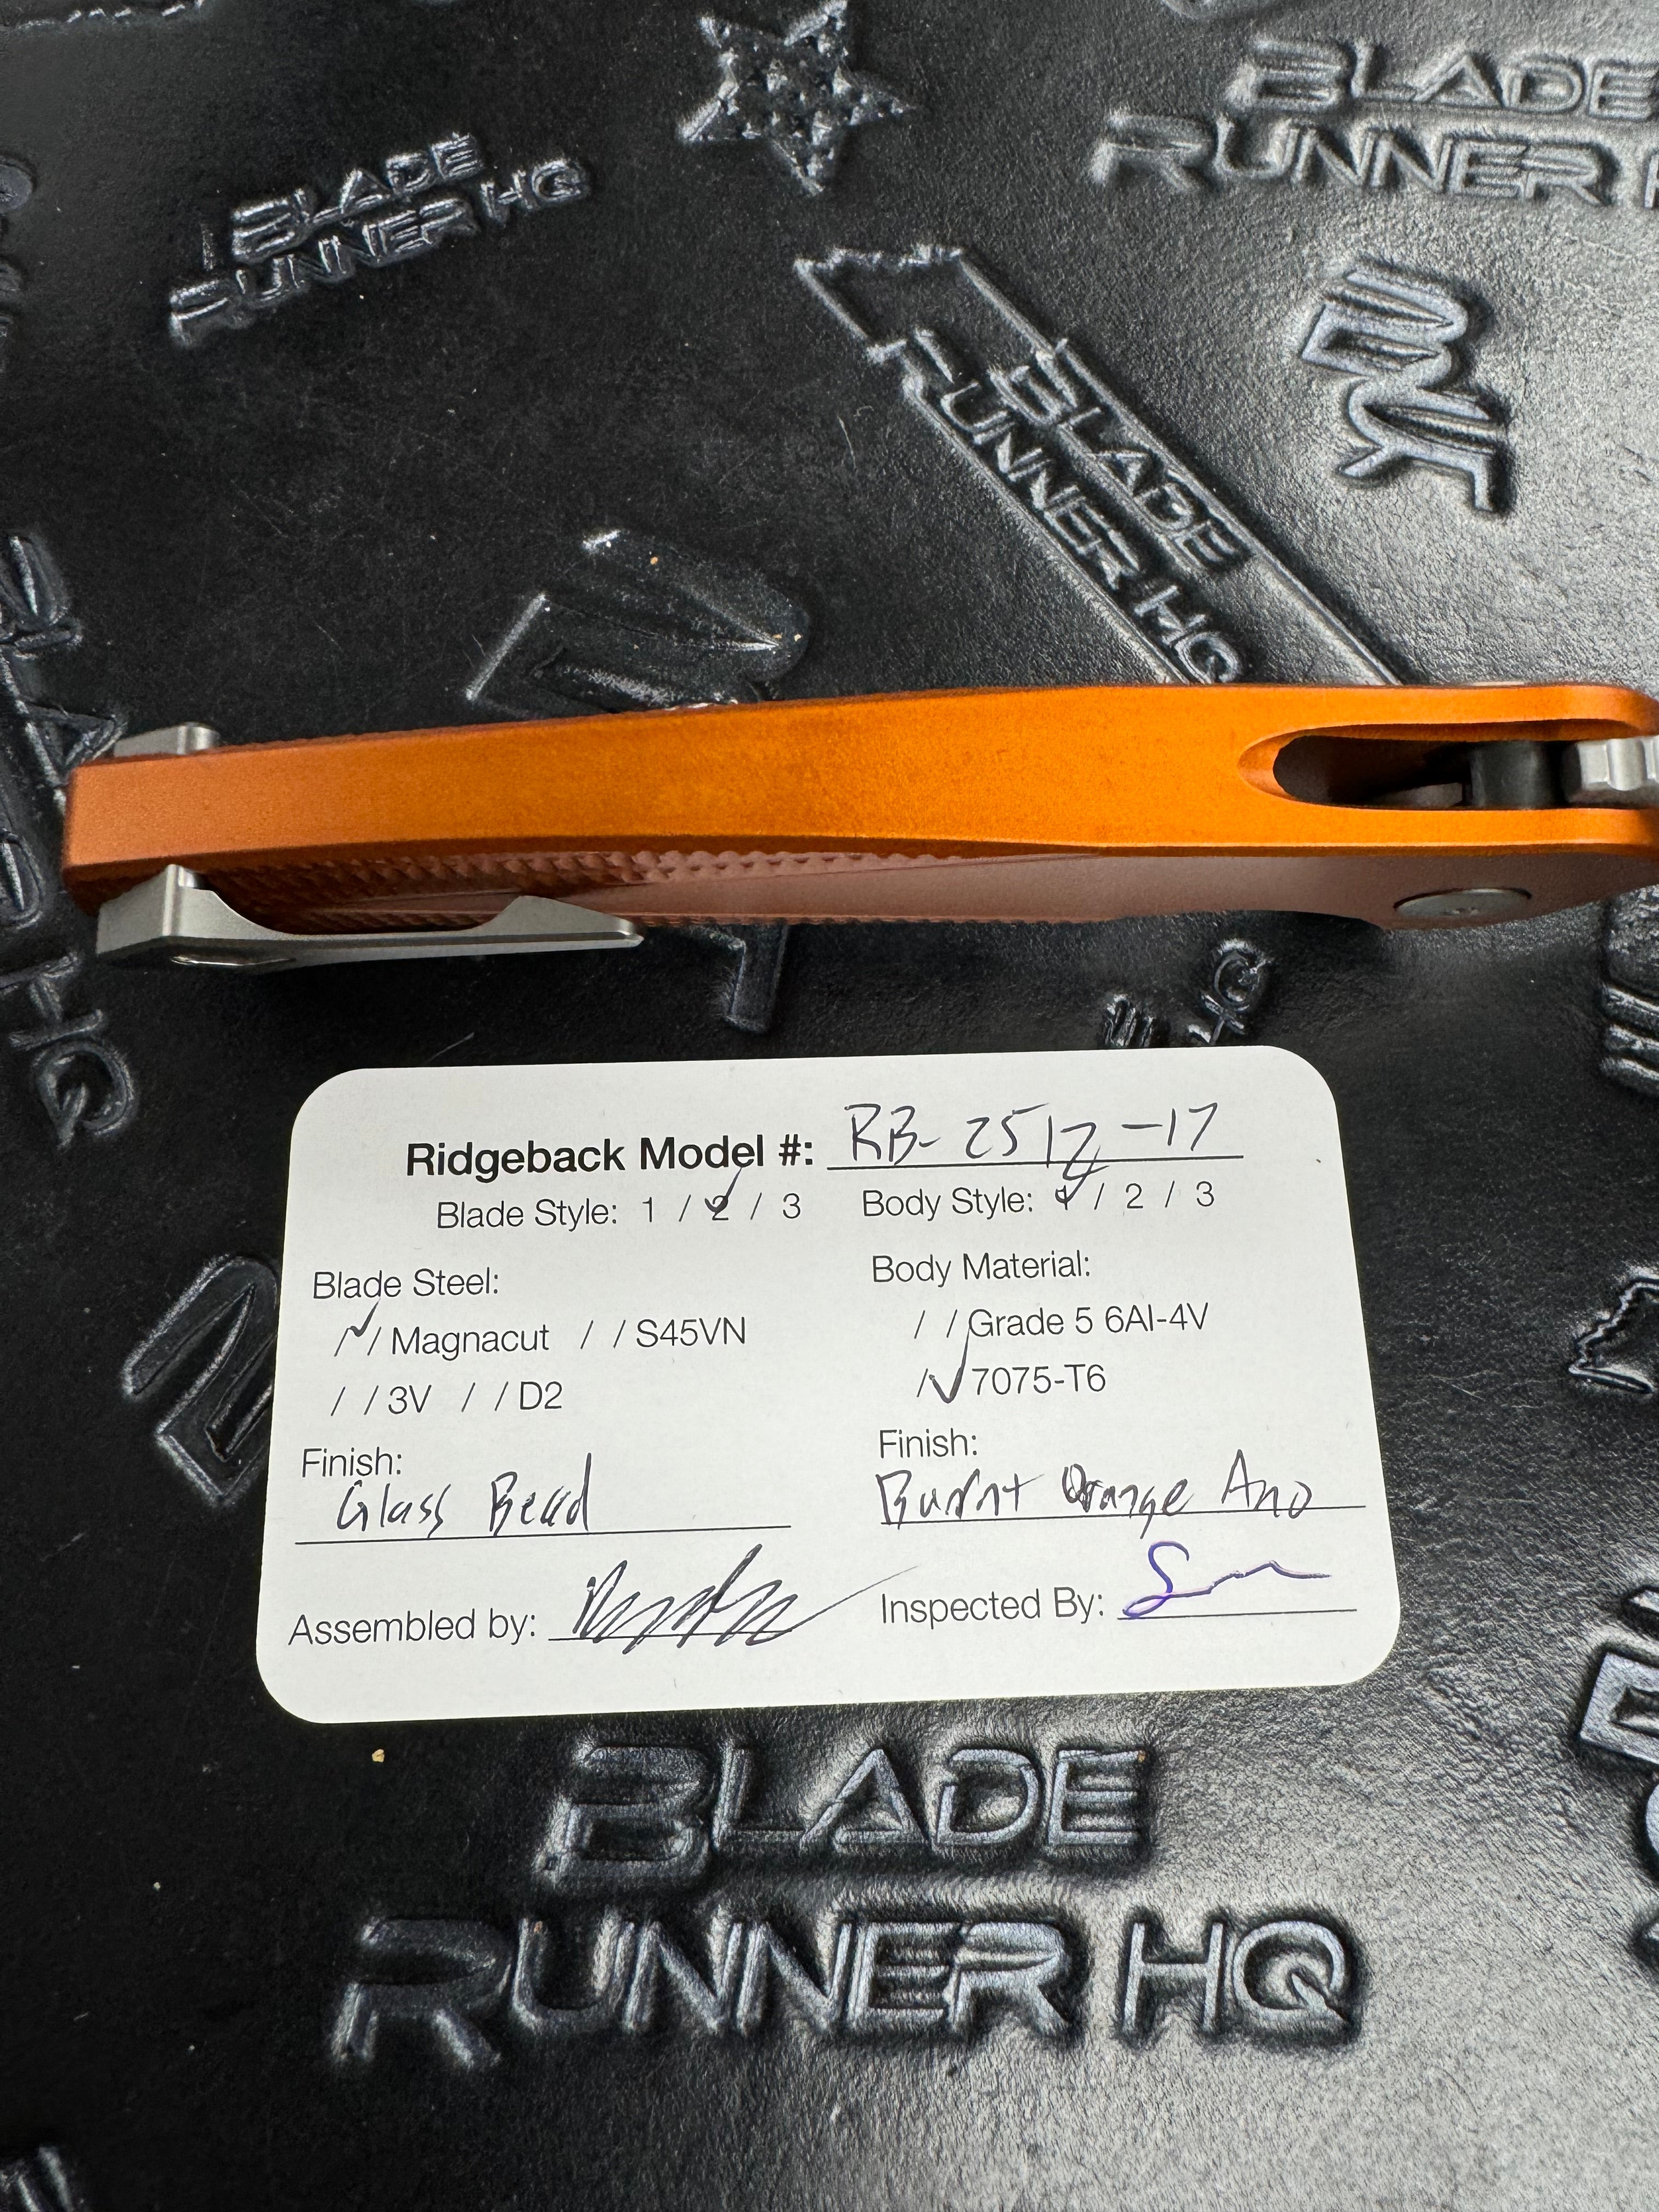 BLADE
RUNNER HQ
BLADE
RUNNER
BLADE
RUNNER HQ
Ridgeback Model #: RB-2512-17
Blade Style: 1 / 2 / 3 Body Style: 1 / 2 / 3
Blade Steel: Body Material:
/✓/ Magnacut / / S45VN / / Grade 5 6Al-4V
/ / 3V / / D2 /✓/ 7075-T6
Finish: Finish:
Glass Bead Burnt Orange Ano
Assembled by: Inspected By:
BLADE
RUNNER HQ